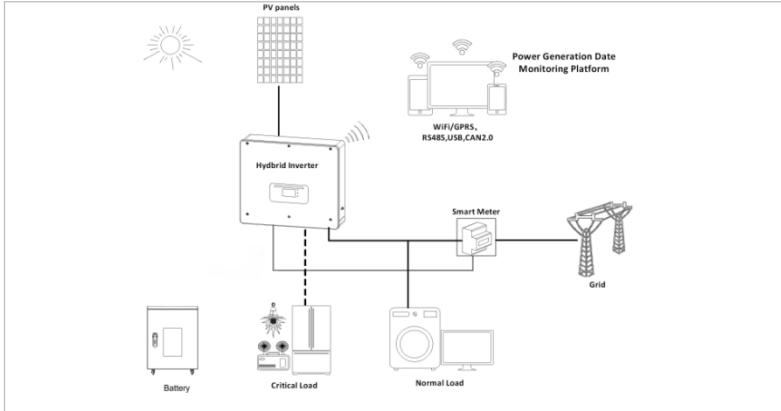 PV panels
Power Generation Date
Monitoring Platform
WiFi/GPRS、
RS485,USB,CAN2.0
Hydbrid Inverter
Smart Meter
Grid
Battery
Critical Load
Normal Load